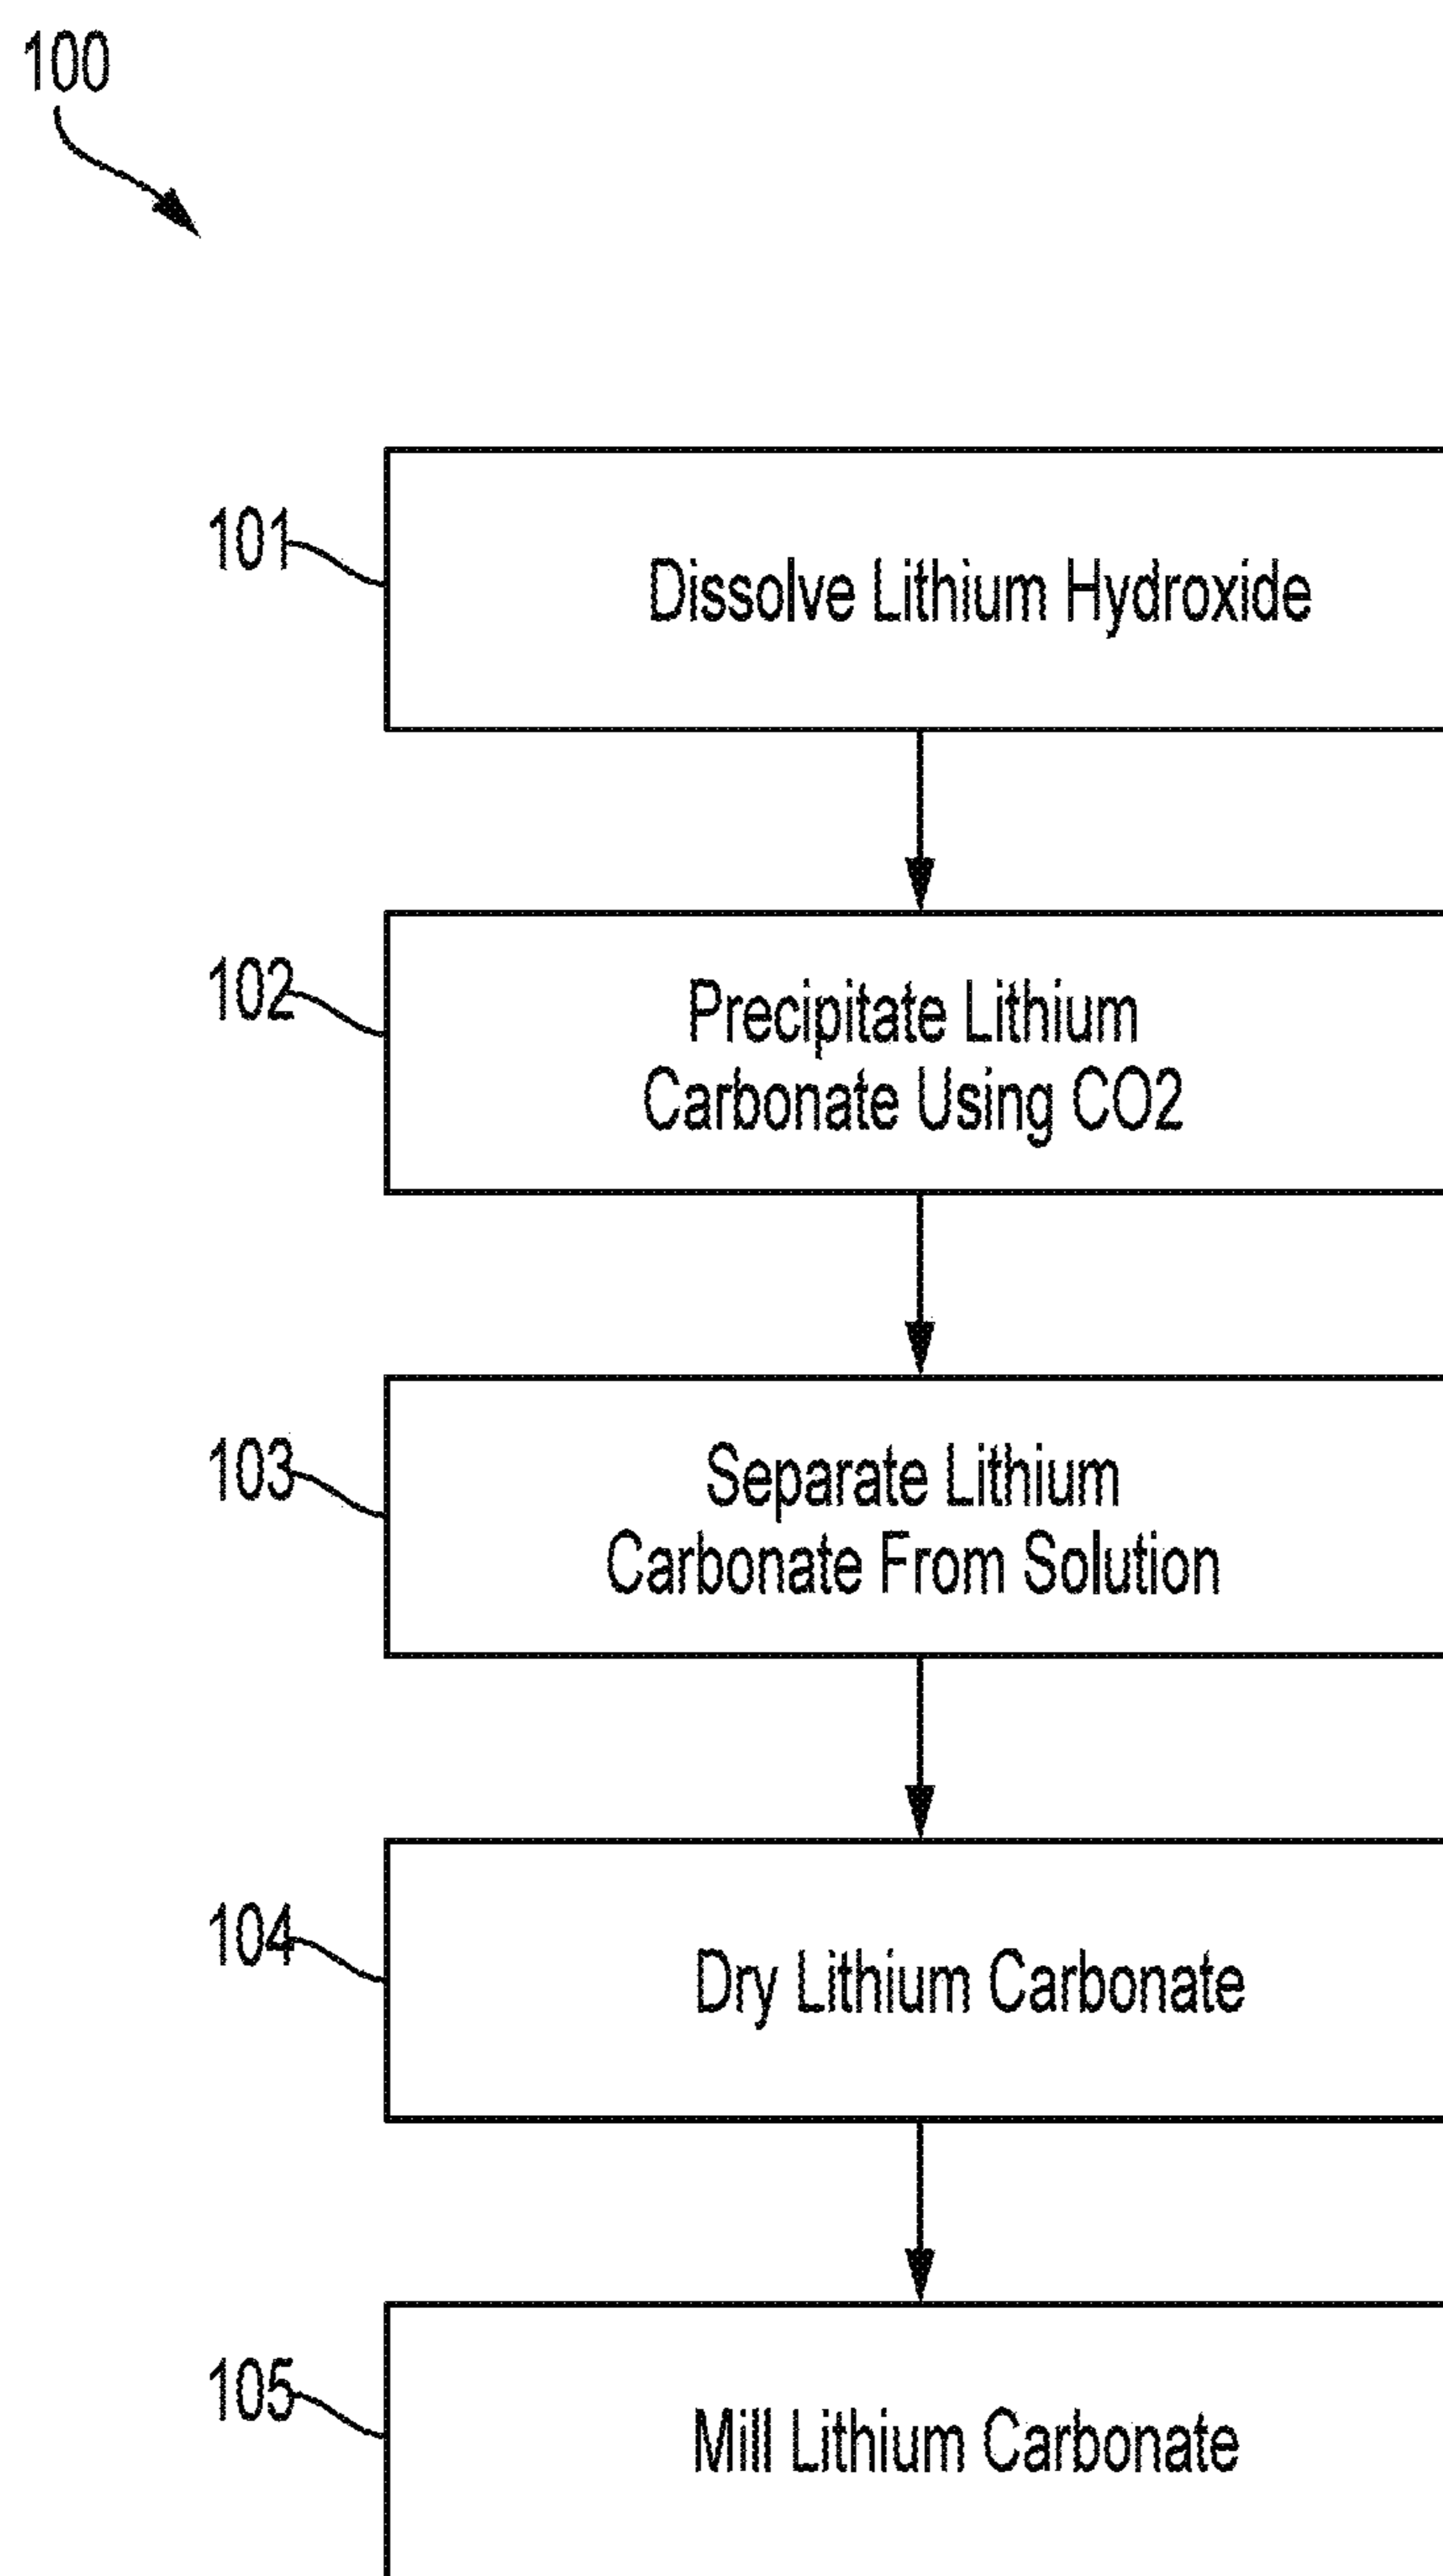 100
101
Dissolve Lithium Hydroxide
102
Precipitate Lithium
Carbonate Using CO2
103
Separate Lithium
Carbonate From Solution
104
Dry Lithium Carbonate
105
Mill Lithium Carbonate